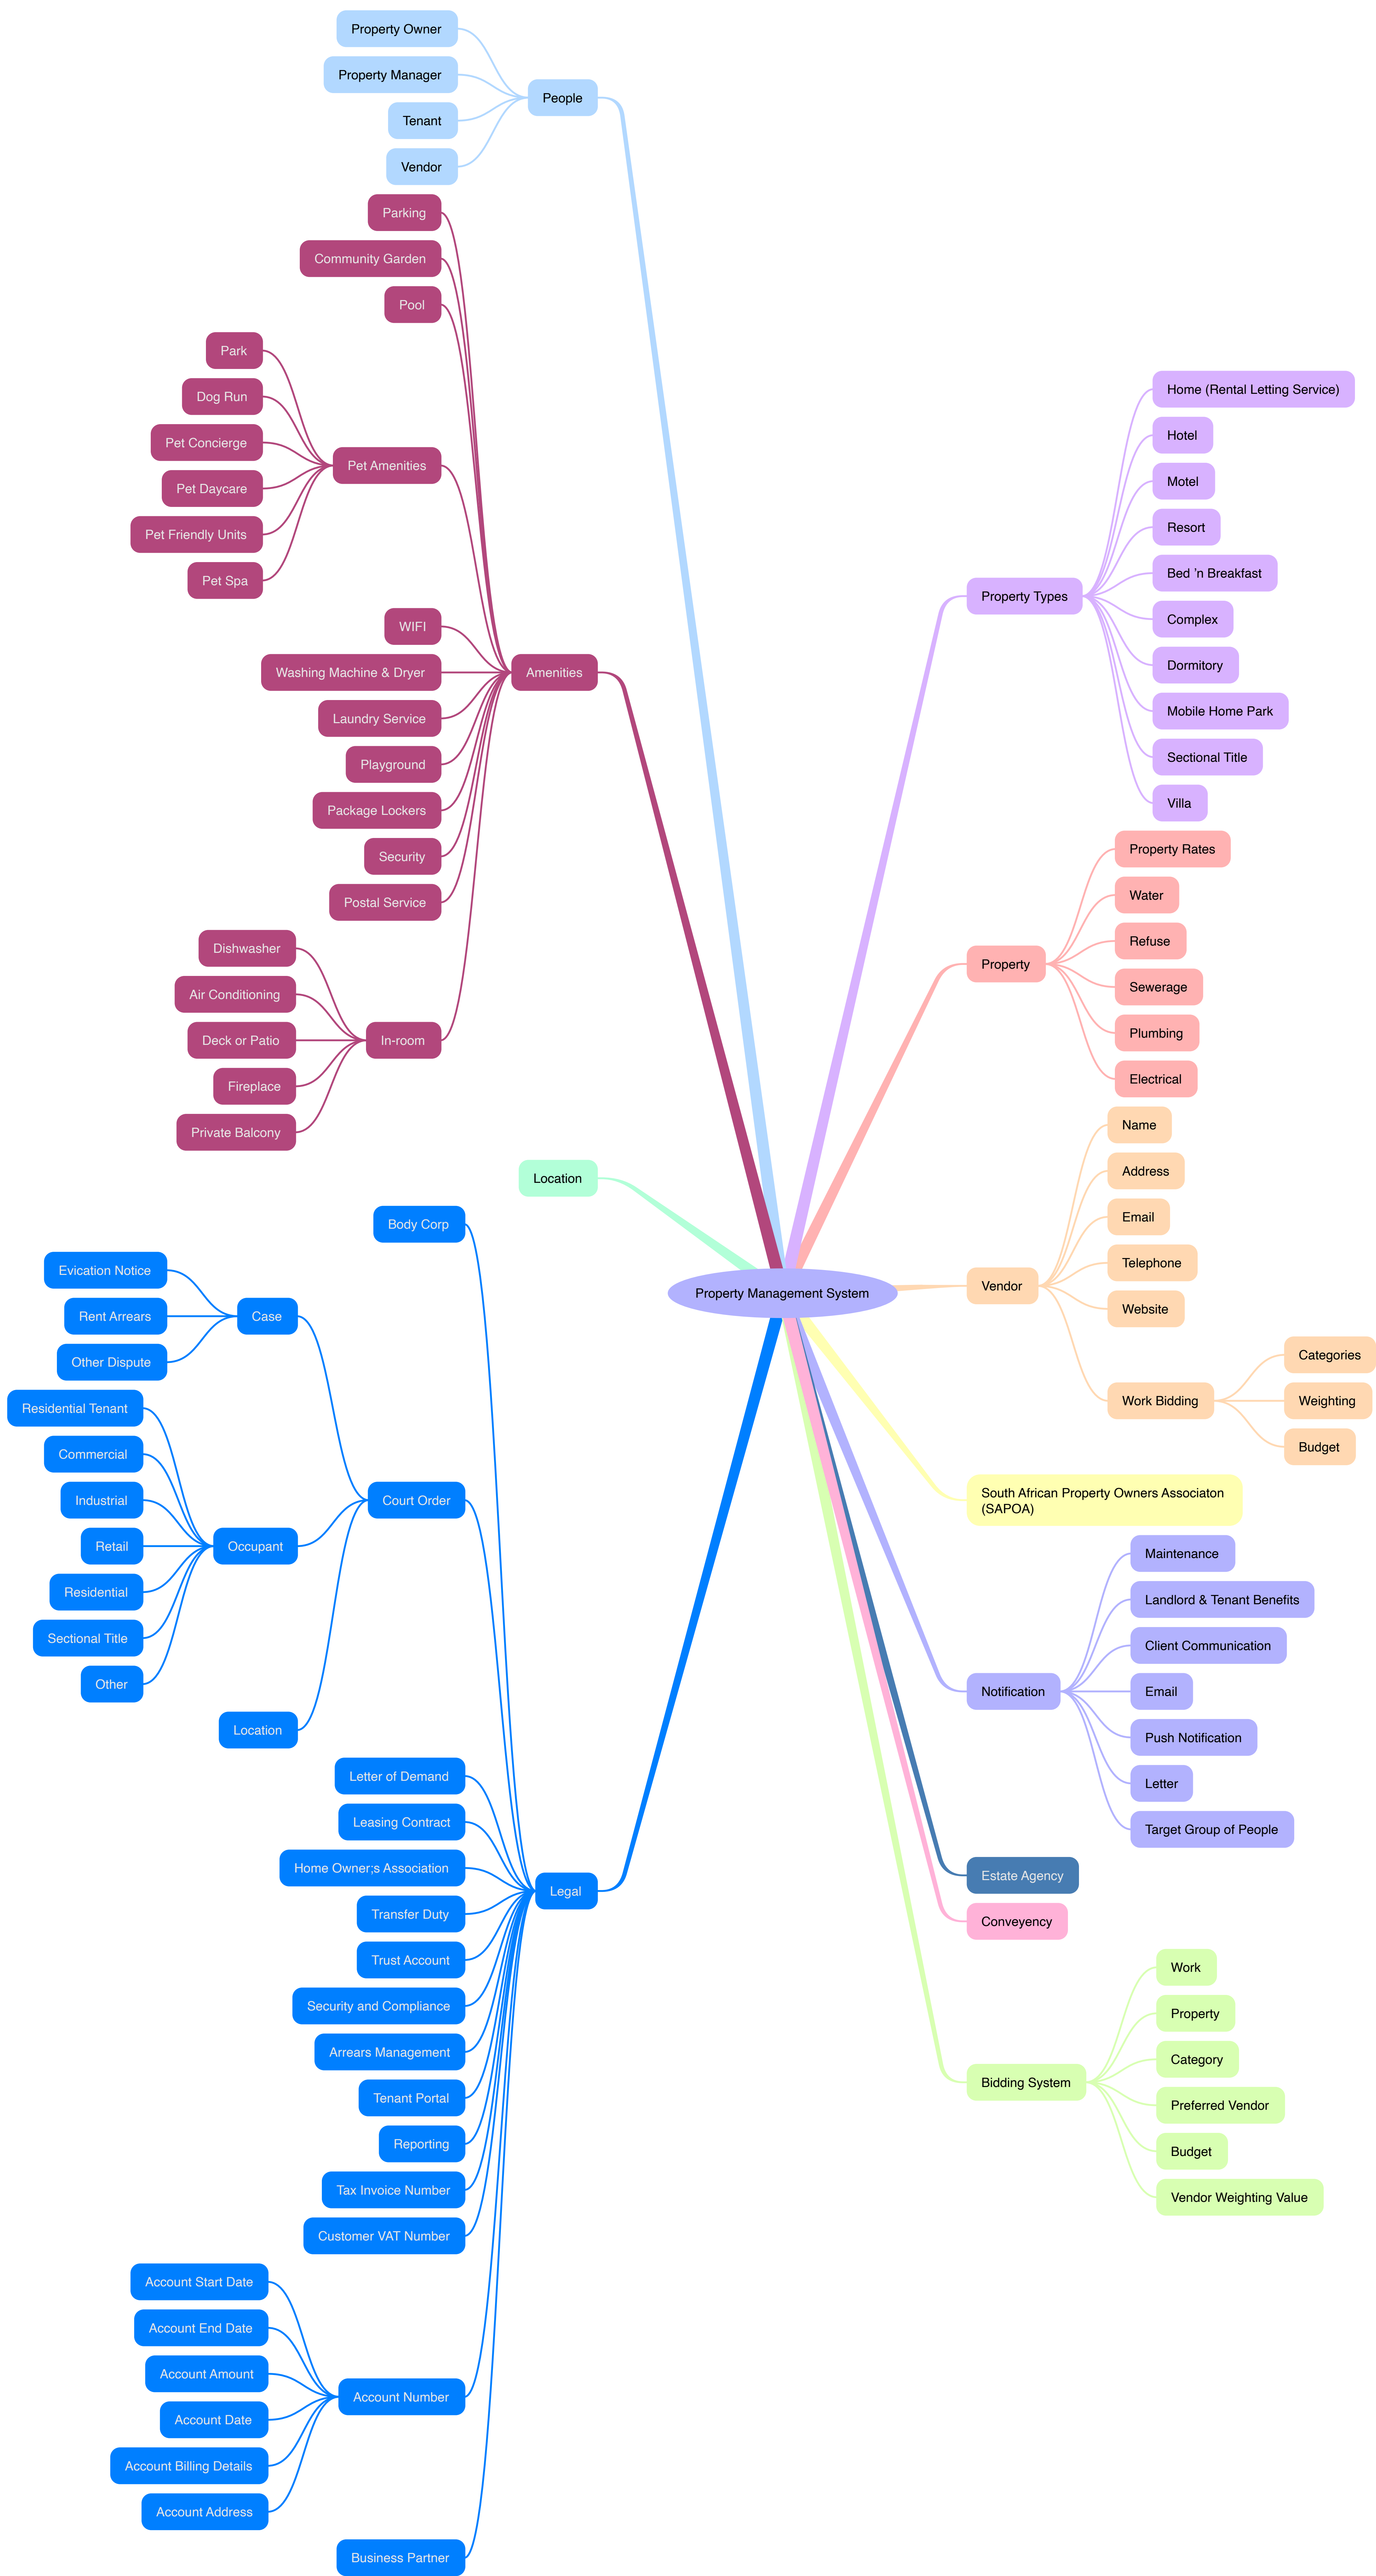 Property Owner
Property Manager
People
Tenant
Vendor
Parking
Community Garden
Pool
Park
Dog Run
Pet Concierge
Pet Amenities
Pet Daycare
Pet Friendly Units
Pet Spa
WIFI
Washing Machine & Dryer
Amenities
Laundry Service
Playground
Package Lockers
Security
Postal Service
Dishwasher
Air Conditioning
Deck or Patio
In-room
Fireplace
Private Balcony
Location
Body Corp
Evication Notice
Rent Arrears
Case
Other Dispute
Residential Tenant
Commercial
Industrial
Court Order
Retail
Occupant
Residential
Sectional Title
Other
Location
Letter of Demand
Leasing Contract
Home Owner;s Association
Legal
Transfer Duty
Trust Account
Security and Compliance
Arrears Management
Tenant Portal
Reporting
Tax Invoice Number
Customer VAT Number
Account Start Date
Account End Date
Account Amount
Account Number
Account Date
Account Billing Details
Account Address
Business Partner
Property Management System
Home (Rental Letting Service)
Hotel
Motel
Resort
Bed 'n Breakfast
Property Types
Complex
Dormitory
Mobile Home Park
Sectional Title
Villa
Property Rates
Water
Refuse
Property
Sewerage
Plumbing
Electrical
Name
Address
Email
Telephone
Vendor
Website
Categories
Work Bidding
Weighting
Budget
South African Property Owners Associaton
(SAPOA)
Maintenance
Landlord & Tenant Benefits
Client Communication
Notification
Email
Push Notification
Letter
Target Group of People
Estate Agency
Conveyency
Work
Property
Category
Bidding System
Preferred Vendor
Budget
Vendor Weighting Value